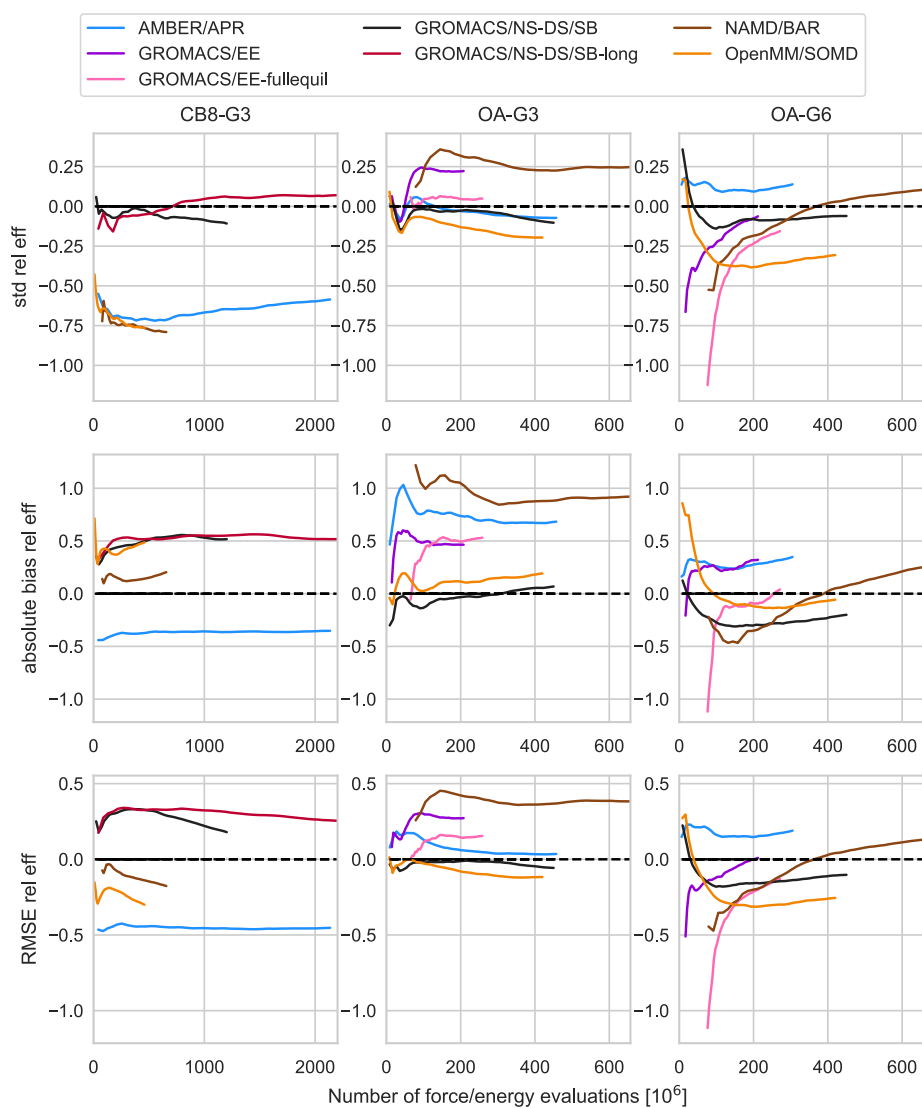 AMBER/APR GROMACS/NS-DS/SB NAMD/BAR
GROMACS/EE GROMACS/NS-DS/SB-long OpenMM/SOMD
GROMACS/EE-fullequil
CB8-G3 OA-G3 OA-G6
std rel eff
0.25 0.25 0.25
0.00 0.00 0.00
−0.25 −0.25 −0.25
−0.50 −0.50 −0.50
−0.75 −0.75 −0.75
−1.00 −1.00 −1.00
0 1000 2000 0 200 400 600 0 200 400 600
absolute bias rel eff
1.0 1.0 1.0
0.5 0.5 0.5
0.0 0.0 0.0
−0.5 −0.5 −0.5
−1.0 −1.0 −1.0
0 1000 2000 0 200 400 600 0 200 400 600
RMSE rel eff
0.5 0.5 0.5
0.0 0.0 0.0
−0.5 −0.5 −0.5
−1.0 −1.0 −1.0
0 1000 2000 0 200 400 600 0 200 400 600
Number of force/energy evaluations [10⁶]